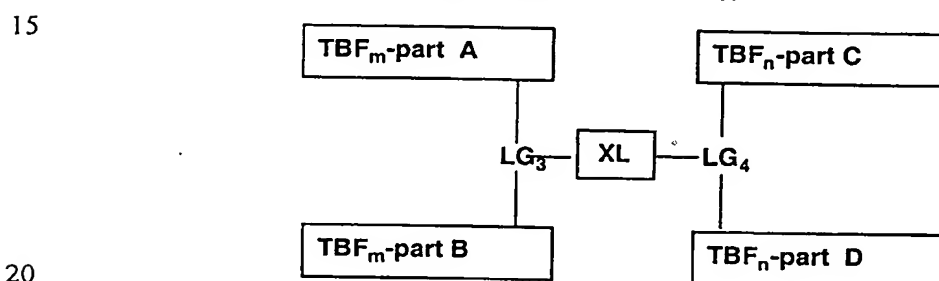 15
TBFm-part A TBFn-part C
LG3 XL LG4
TBFm-part B TBFn-part D
20